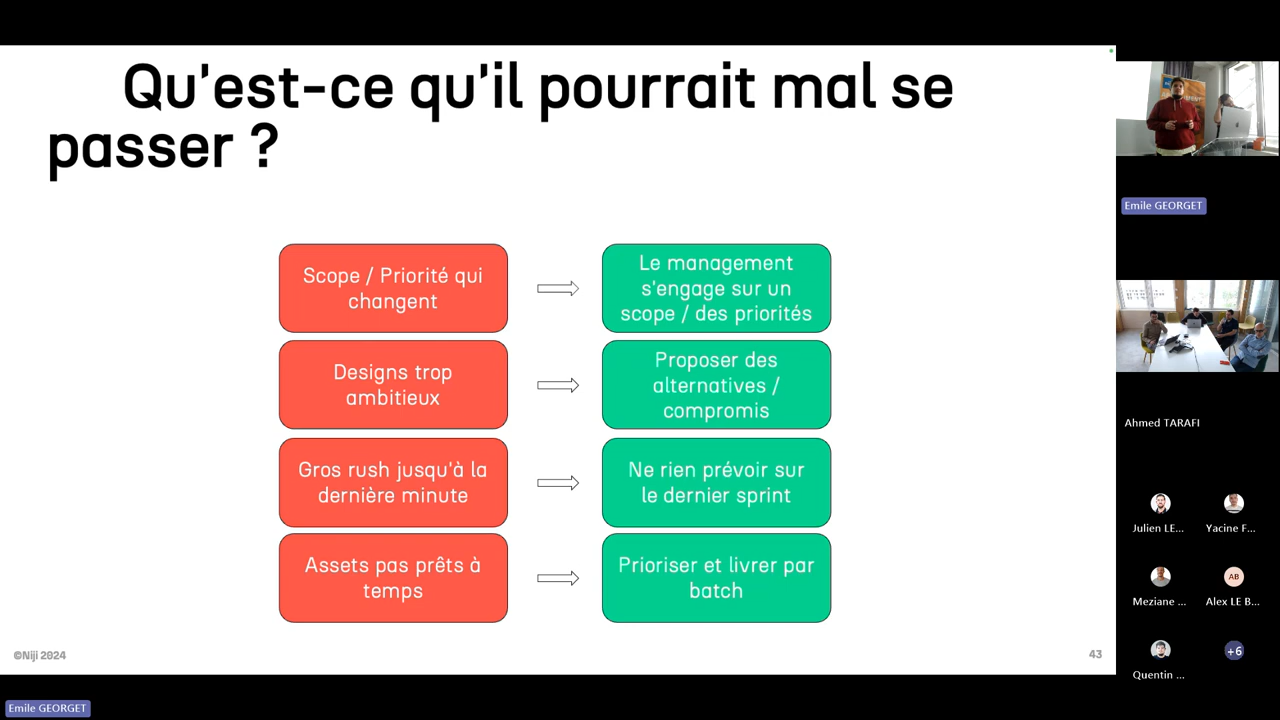 Qu'est-ce qu'il pourrait mal se
passer ?
Scope / Priorité qui
changent
Le management
s'engage sur un
scope / des priorités
Designs trop
ambitieux
Proposer des
alternatives /
compromis
Gros rush jusqu'à la
dernière minute
Ne rien prévoir sur
le dernier sprint
Assets pas prêts à
temps
Prioriser et livrer par
batch
©Niji 2024
43
Emile GEORGET
Emile GEORGET
Ahmed TARAFI
Julien LE...
Yacine F...
Meziane ...
AB
Alex LE B...
Quentin ...
+6